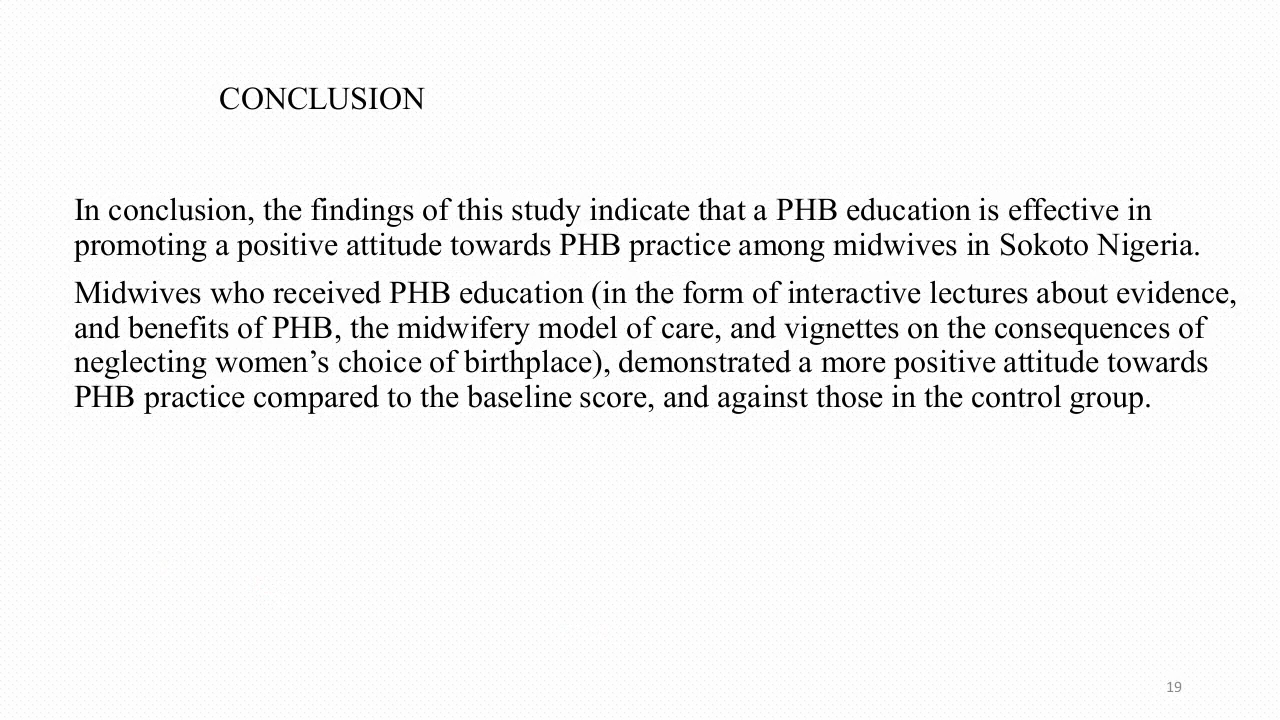 CONCLUSION
In conclusion, the findings of this study indicate that a PHB education is effective in
promoting a positive attitude towards PHB practice among midwives in Sokoto Nigeria.
Midwives who received PHB education (in the form of interactive lectures about evidence,
and benefits of PHB, the midwifery model of care, and vignettes on the consequences of
neglecting women’s choice of birthplace), demonstrated a more positive attitude towards
PHB practice compared to the baseline score, and against those in the control group.
19